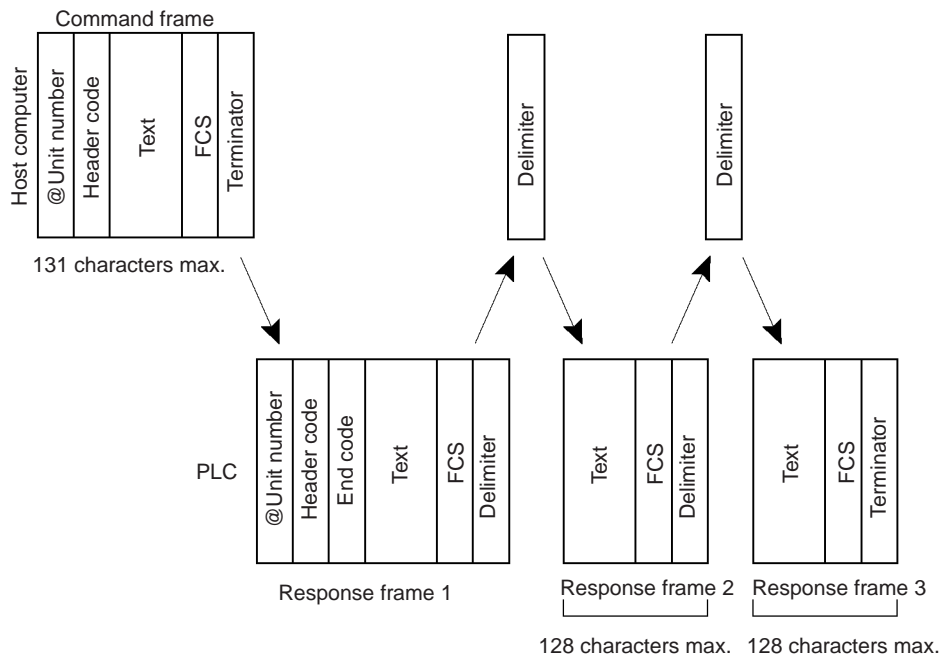 Command frame
Host computer
@Unit number
Header code
Text
FCS
Terminator
131 characters max.
Delimiter
Delimiter
PLC
@Unit number
Header code
End code
Text
FCS
Delimiter
Text
FCS
Delimiter
Text
FCS
Terminator
Response frame 1
Response frame 2
Response frame 3
128 characters max.
128 characters max.